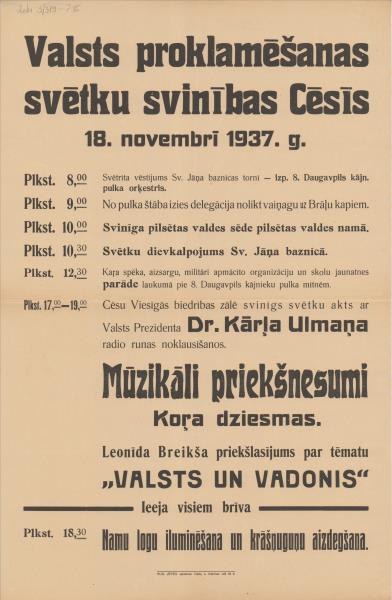 Valsts proklamēšanas
svētku svinības Cēsīs
18. novembrī 1937. g.
Plkst. 8,00 Svētrīta vēstījums Sv. Jāņa baznīcas tornī — izp. 8. Daugavpils kājn.
pulka orķestris.
Plkst. 9,00 No pulka štāba izies delegācija nolikt vaiņagu uz Brāļu kapiem.
Plkst. 10,00 Svinīga pilsētas valdes sēde pilsētas valdes namā.
Plkst. 10,30 Svētku dievkalpojums Sv. Jāņa baznīcā.
Plkst. 12,30 Kaŗa spēka, aizsargu, militāri apmācīto organizāciju un skolu jaunatnes
parāde laukumā pie 8. Daugavpils kājnieku pulka mītnēm.
Plkst. 17,00—19,00 Cēsu Viesīgās biedrības zālē svinīgs svētku akts ar
Valsts Prezidenta Dr. Kārļa Ulmaņa
radio runas noklausīšanos.
Mūzikāli priekšnesumi
Koŗa dziesmas.
Leonīda Breikša priekšlasījums par tēmatu
„VALSTS UN VADONIS“
Ieeja visiem brīva
Plkst. 18,30 Namu logu iluminēšana un krāšņuguņu aizdegšana.